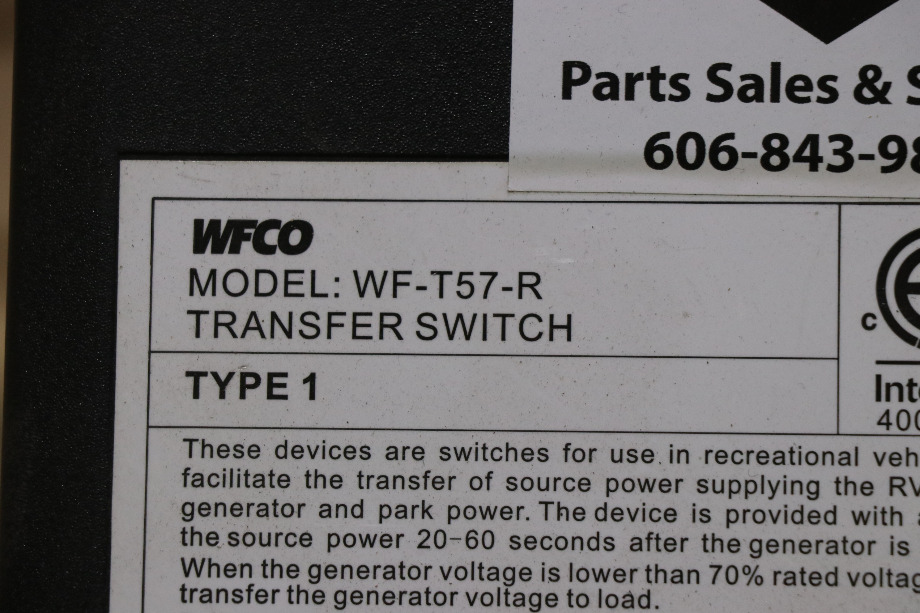 Parts Sales &
606-843-98
WFCO
MODEL: WF-T57-R
TRANSFER SWITCH
TYPE 1
c
400
These devices are switches for use in recreational
facilitate the transfer of source power supplying the RV
generator and park power. The device is provided with
the source power 20-60 seconds after the generator is
When the generator voltage is lower than 70% rated
transfer the generator voltage to load.